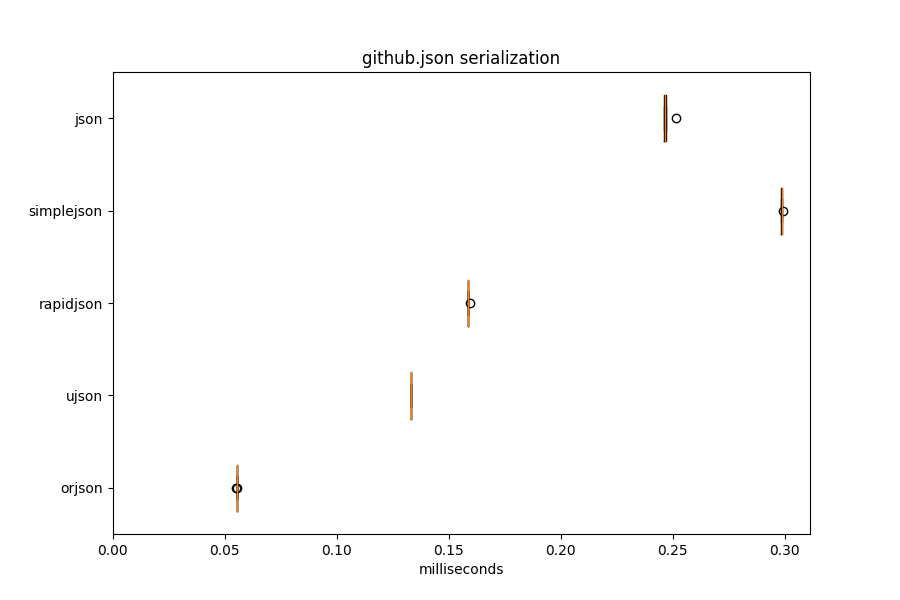 github.json serialization
json
simplejson
rapidjson
ujson
orjson
0.00 0.05 0.10 0.15 0.20 0.25 0.30
milliseconds